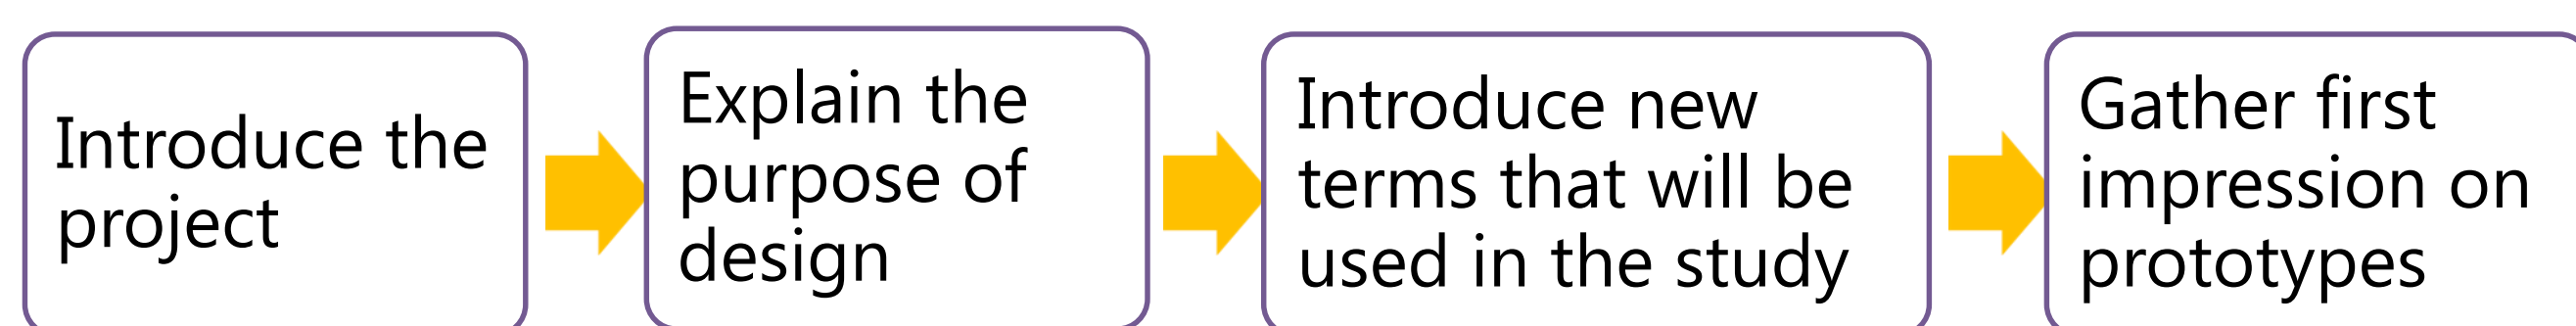 Introduce the
project
Explain the
purpose of
design
Introduce new
terms that will be
used in the study
Gather first
impression on
prototypes